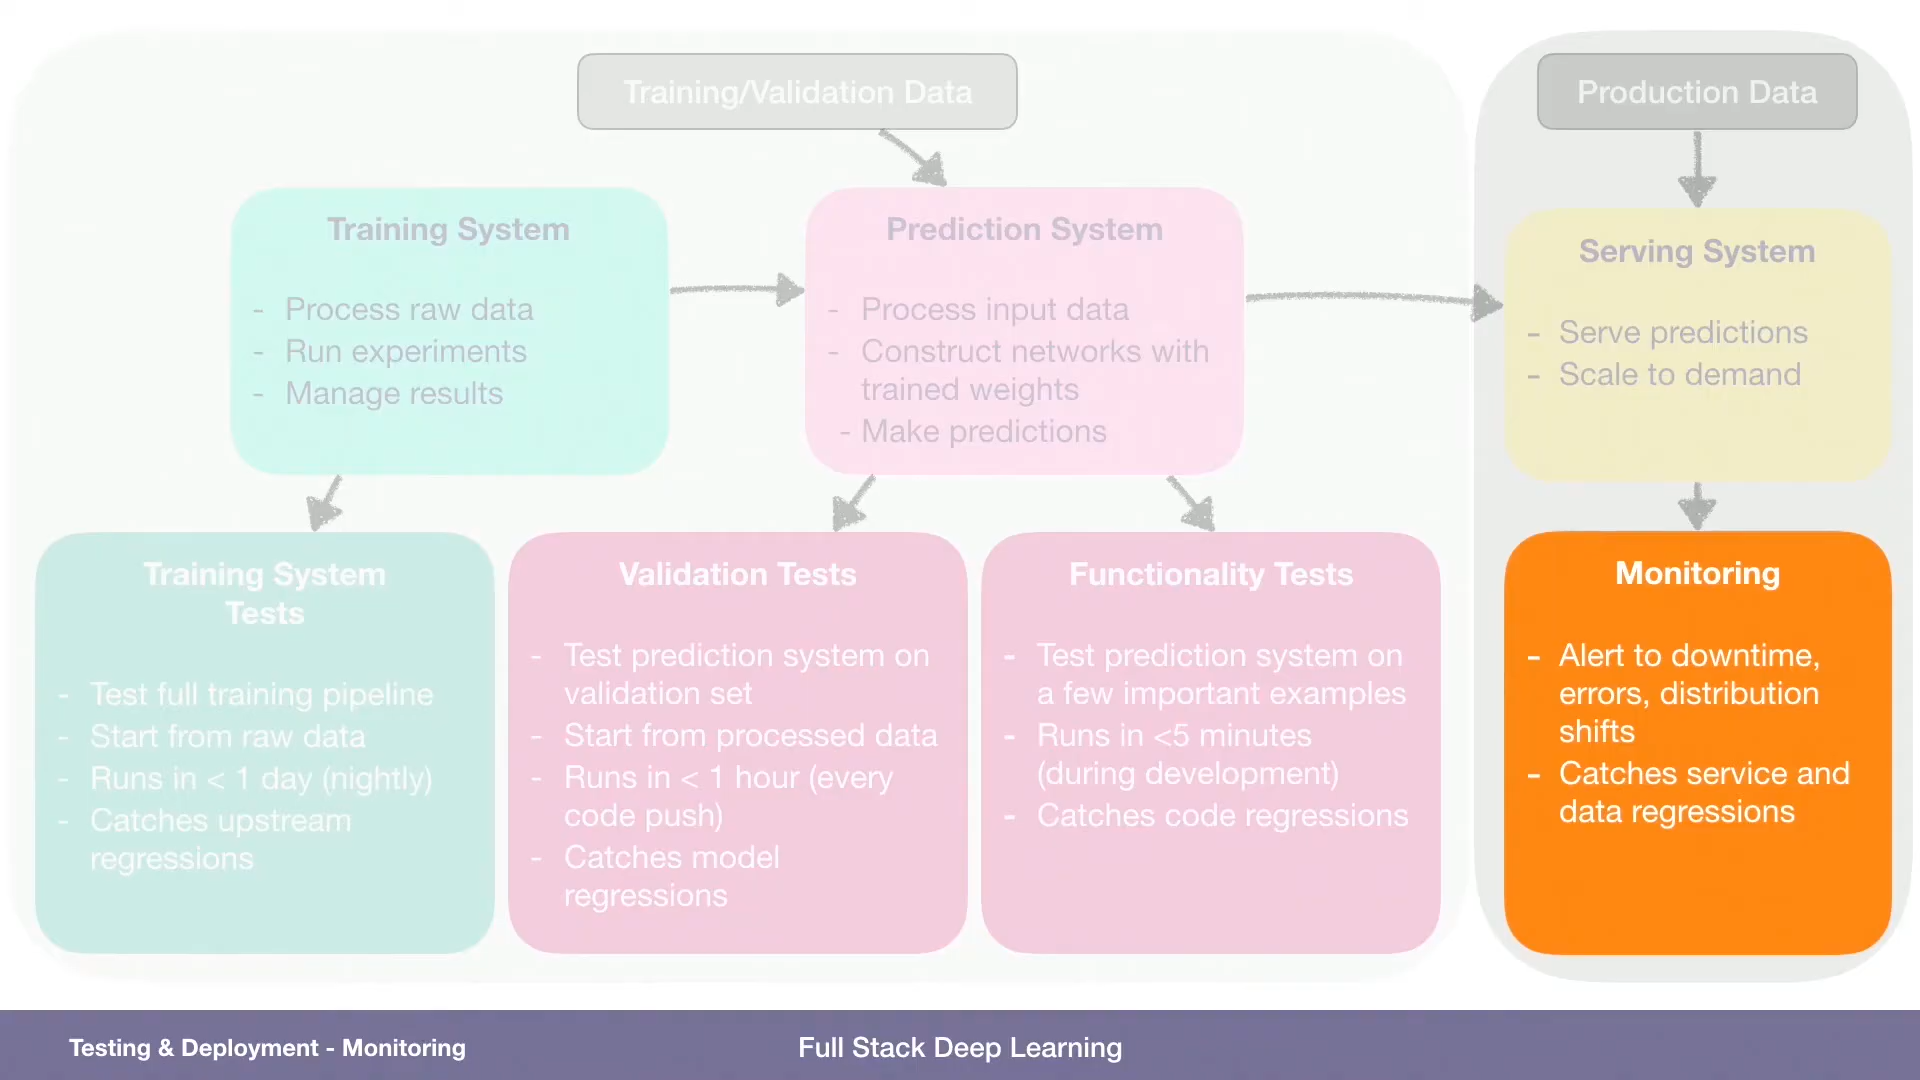 Training/Validation Data
Production Data
Training System
- Process raw data
- Run experiments
- Manage results
Prediction System
- Process input data
- Construct networks with
trained weights
- Make predictions
Serving System
- Serve predictions
- Scale to demand
Training System
Tests
- Test full training pipeline
- Start from raw data
- Runs in < 1 day (nightly)
- Catches upstream
regressions
Validation Tests
- Test prediction system on
validation set
- Start from processed data
- Runs in < 1 hour (every
code push)
- Catches model
regressions
Functionality Tests
- Test prediction system on
a few important examples
- Runs in <5 minutes
(during development)
- Catches code regressions
Monitoring
- Alert to downtime,
errors, distribution
shifts
- Catches service and
data regressions
Testing & Deployment - Monitoring
Full Stack Deep Learning